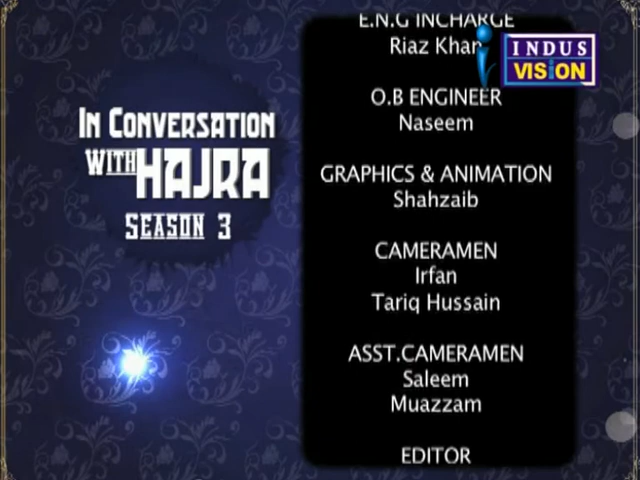 E.N.G INCHARGE
Riaz Khan
INDUS
VISION
O.B ENGINEER
Naseem
IN CONVERSATION
WITH HAJRA
SEASON 3
GRAPHICS & ANIMATION
Shahzaib
CAMERAMEN
Irfan
Tariq Hussain
ASST.CAMERAMEN
Saleem
Muazzam
EDITOR